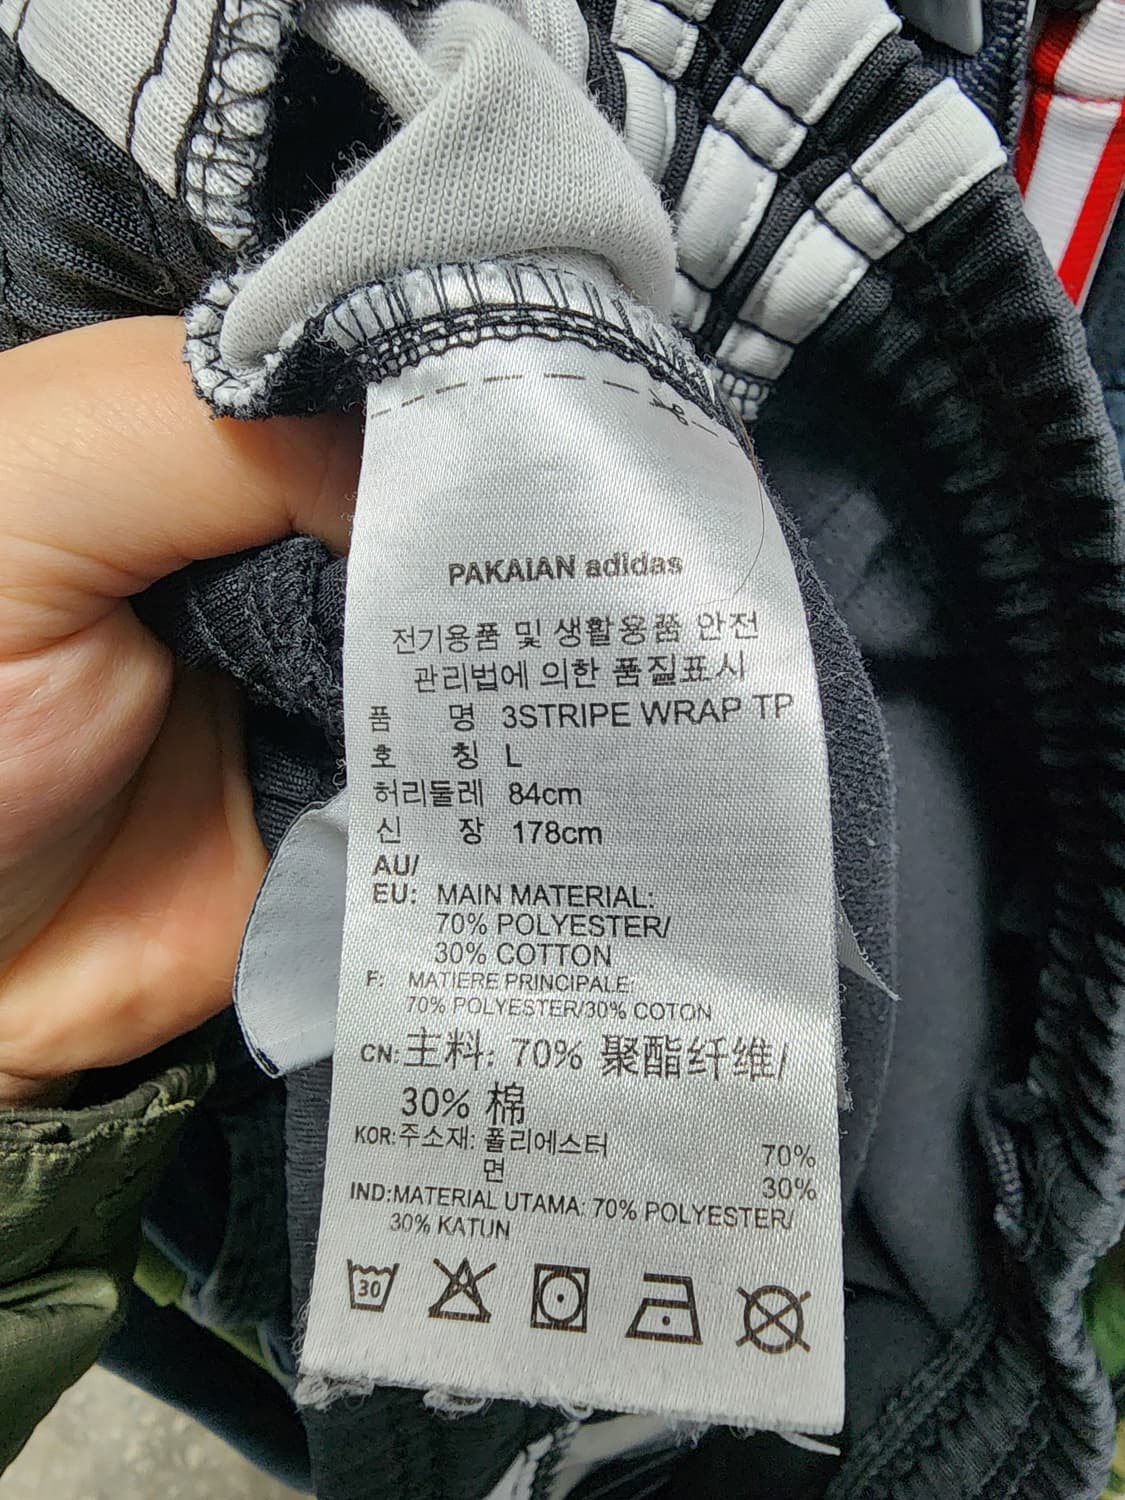 PAKAIAN adidas
전기용품 및 생활용품 안전
관리법에 의한 품질표시
품 명 3STRIPE WRAP TP
호 칭 L
허리둘레 84cm
신 장 178cm
AU/
EU: MAIN MATERIAL:
70% POLYESTER/
30% COTTON
F: MATIERE PRINCIPALE:
70% POLYESTER/30% COTON
CN: 主料: 70% 聚酯纤维/
30% 棉
KOR: 주소재: 폴리에스터 70%
면 30%
IND: MATERIAL UTAMA: 70% POLYESTER/
30% KATUN
30